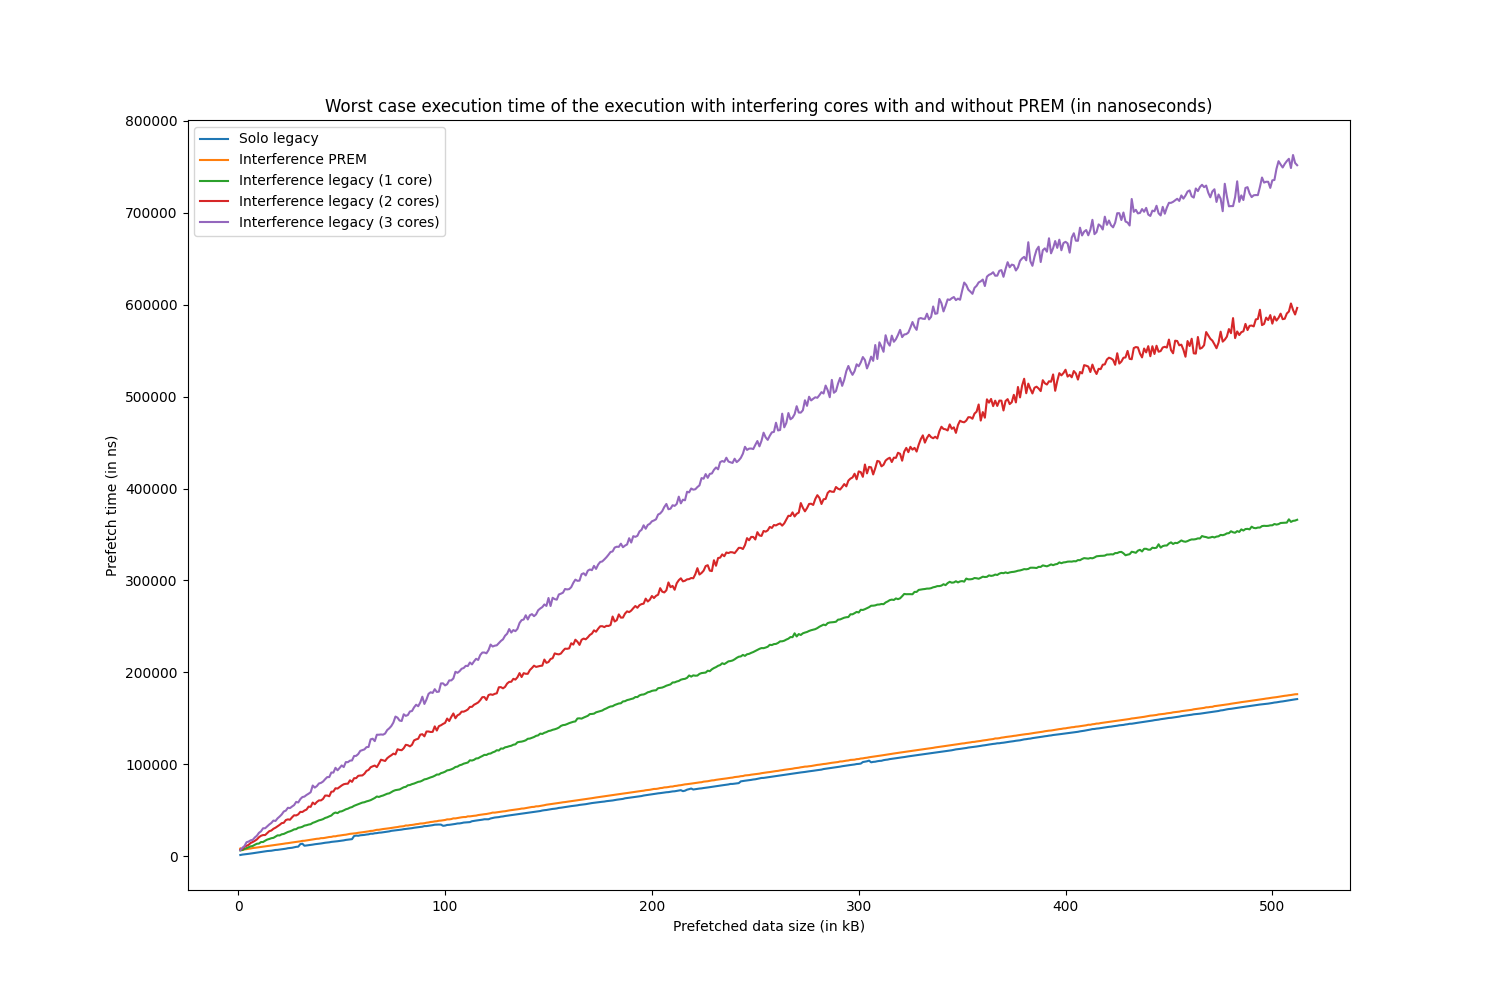 Worst case execution time of the execution with interfering cores with and without PREM (in nanoseconds)
800000
700000
600000
500000
400000
300000
200000
100000
0
Prefetch time (in ns)
Solo legacy
Interference PREM
Interference legacy (1 core)
Interference legacy (2 cores)
Interference legacy (3 cores)
0 100 200 300 400 500
Prefetched data size (in kB)